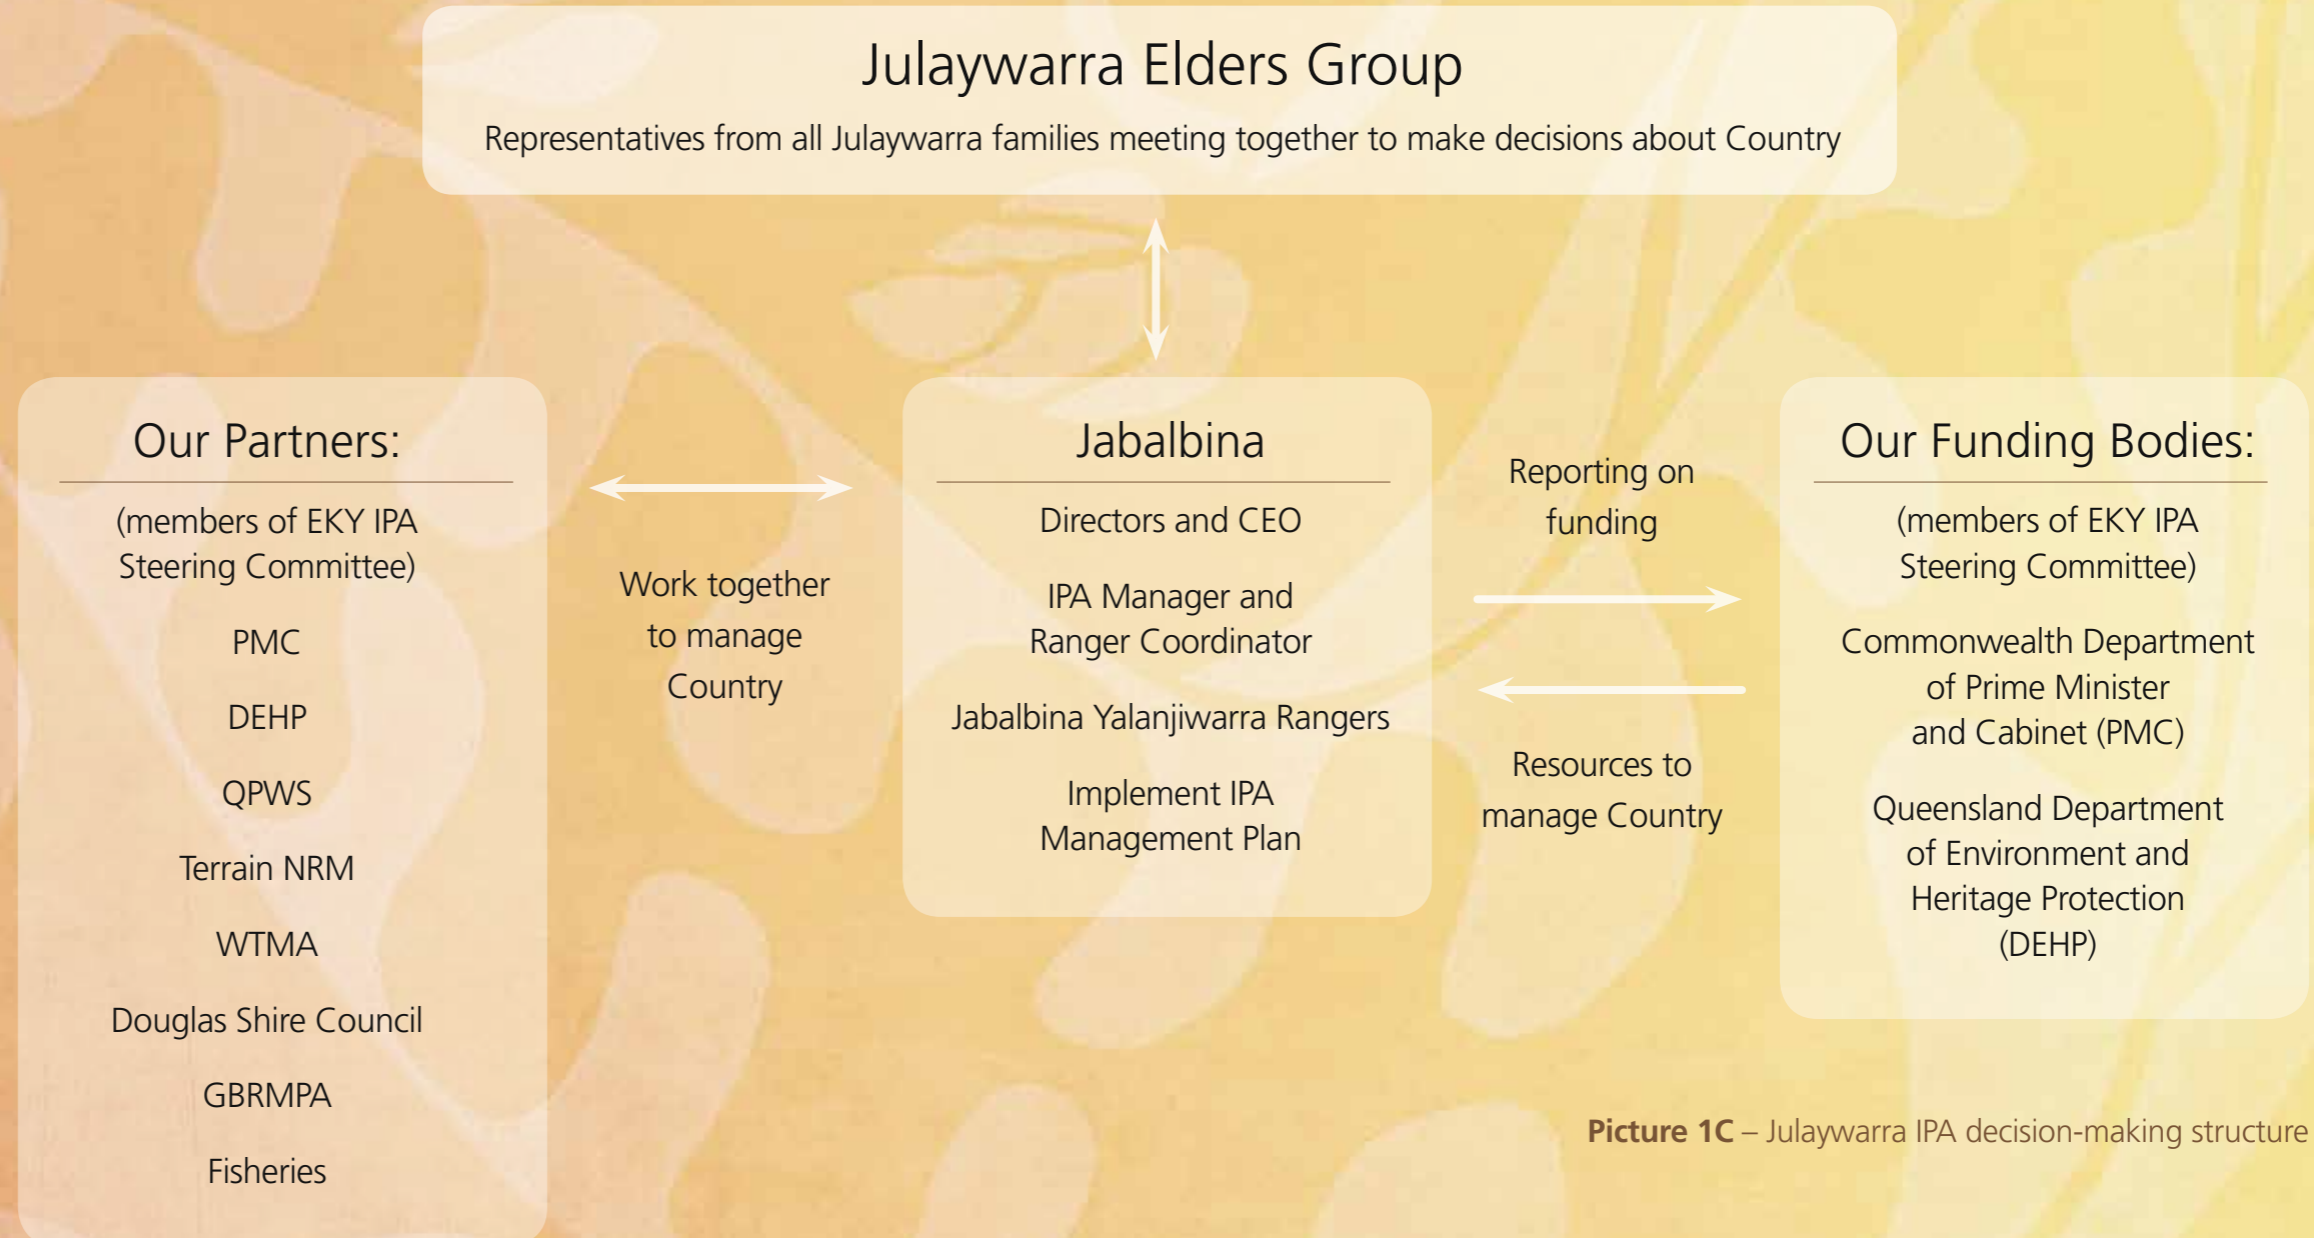 Julaywarra Elders Group
Representatives from all Julaywarra families meeting together to make decisions about Country
Our Partners:
(members of EKY IPA
Steering Committee)
PMC
DEHP
QPWS
Terrain NRM
WTMA
Douglas Shire Council
GBRMPA
Fisheries
Work together
to manage
Country
Jabalbina
Directors and CEO
IPA Manager and
Ranger Coordinator
Jabalbina Yalanjiwarra Rangers
Implement IPA
Management Plan
Reporting on
funding
Resources to
manage Country
Our Funding Bodies:
(members of EKY IPA
Steering Committee)
Commonwealth Department
of Prime Minister
and Cabinet (PMC)
Queensland Department
of Environment and
Heritage Protection
(DEHP)
Picture 1C – Julaywarra IPA decision-making structure